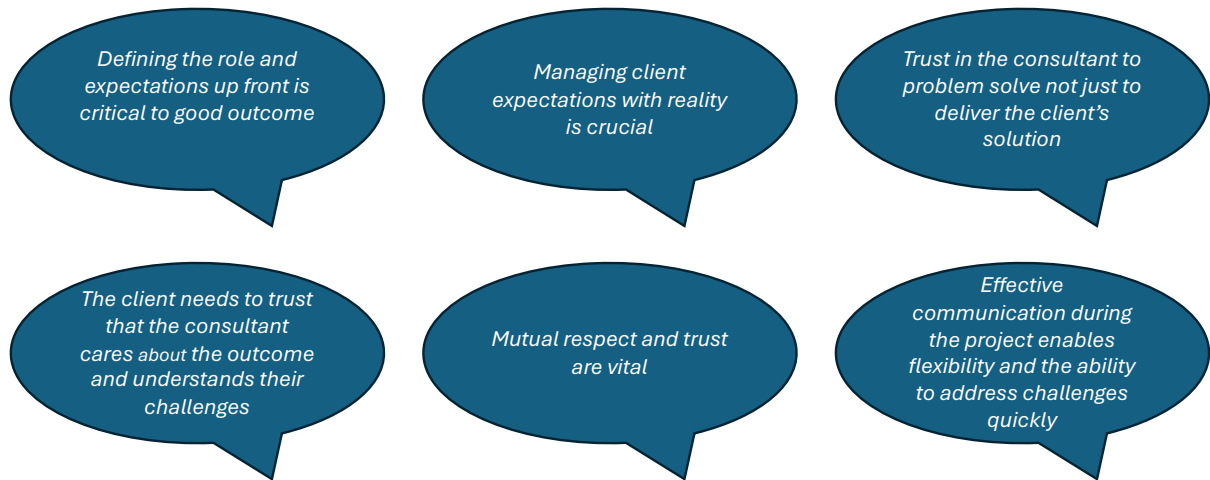 Defining the role and
expectations up front is
critical to good outcome
Managing client
expectations with reality
is crucial
Trust in the consultant to
problem solve not just to
deliver the client’s
solution
The client needs to trust
that the consultant
cares about the outcome
and understands their
challenges
Mutual respect and trust
are vital
Effective
communication during
the project enables
flexibility and the ability
to address challenges
quickly